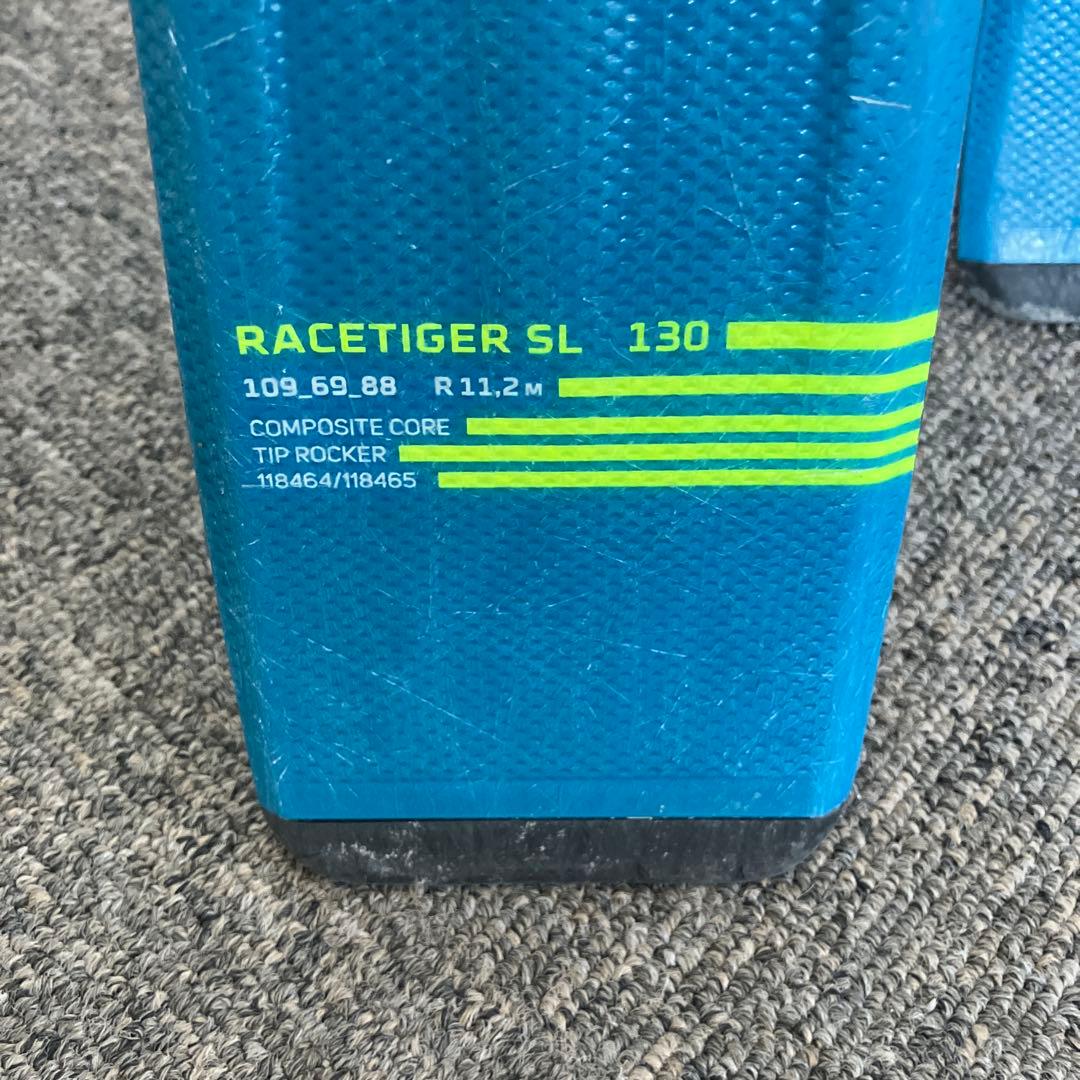 RACETIGER SL 130
109_69_88 R 11,2 M
COMPOSITE CORE
TIP ROCKER
118464/118465